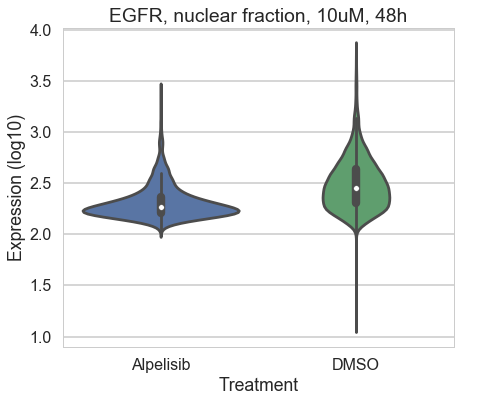 EGFR, nuclear fraction, 10uM, 48h
4.0
3.5
3.0
2.5
2.0
1.5
1.0
Expression (log10)
Alpelisib DMSO
Treatment